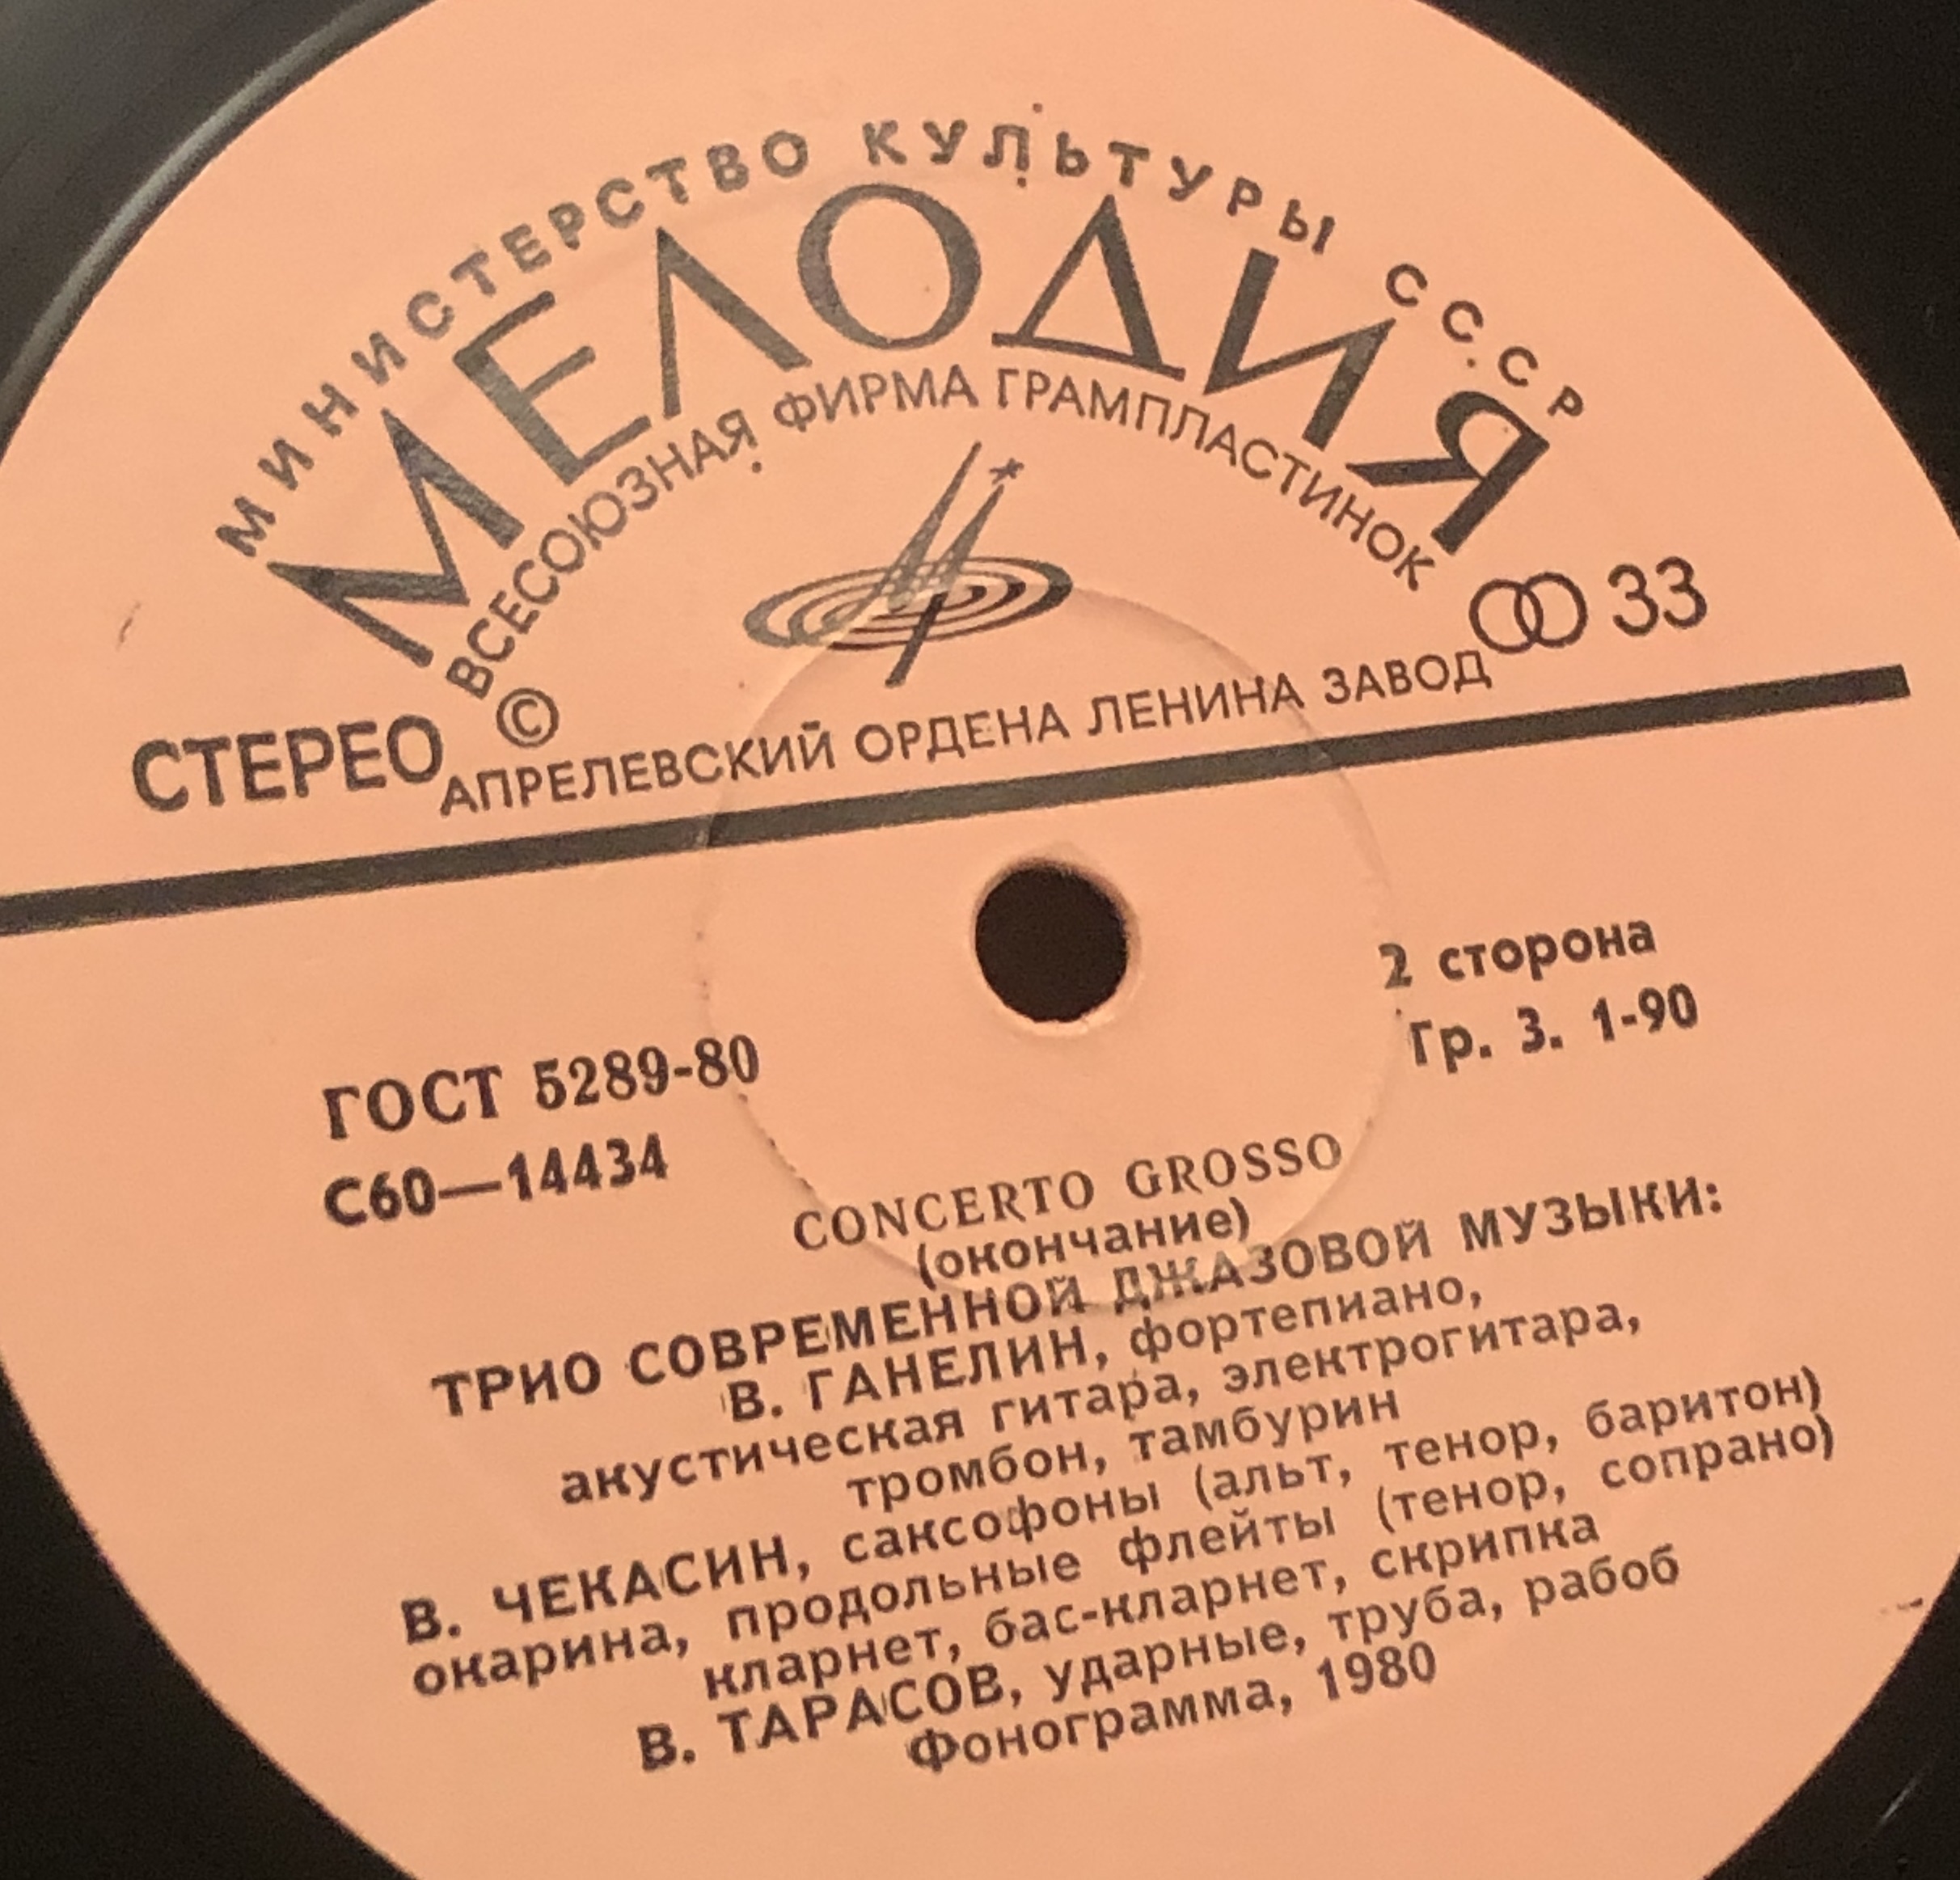 МИНИСТЕРСТВО КУЛЬТУРЫ СССР
МЕЛОДИЯ
ВСЕСОЮЗНАЯ ФИРМА ГРАМПЛАСТИНОК
33
СТЕРЕО
©
АПРЕЛЕВСКИЙ ОРДЕНА ЛЕНИНА ЗАВОД
ГОСТ 5289-80
С60—14434
2 сторона
Гр. 3. 1-90
CONCERTO GROSSO
(окончание)
ТРИО СОВРЕМЕННОЙ ДЖАЗОВОЙ МУЗЫКИ:
В. ГАНЕЛИН, фортепиано,
акустическая гитара, электрогитара,
тромбон, тамбурин
В. ЧЕКАСИН, саксофоны (альт, тенор, баритон)
окарина, продольные флейты (тенор, сопрано)
кларнет, бас-кларнет, скрипка
В. ТАРАСОВ, ударные, труба, рабоб
Фонограмма, 1980